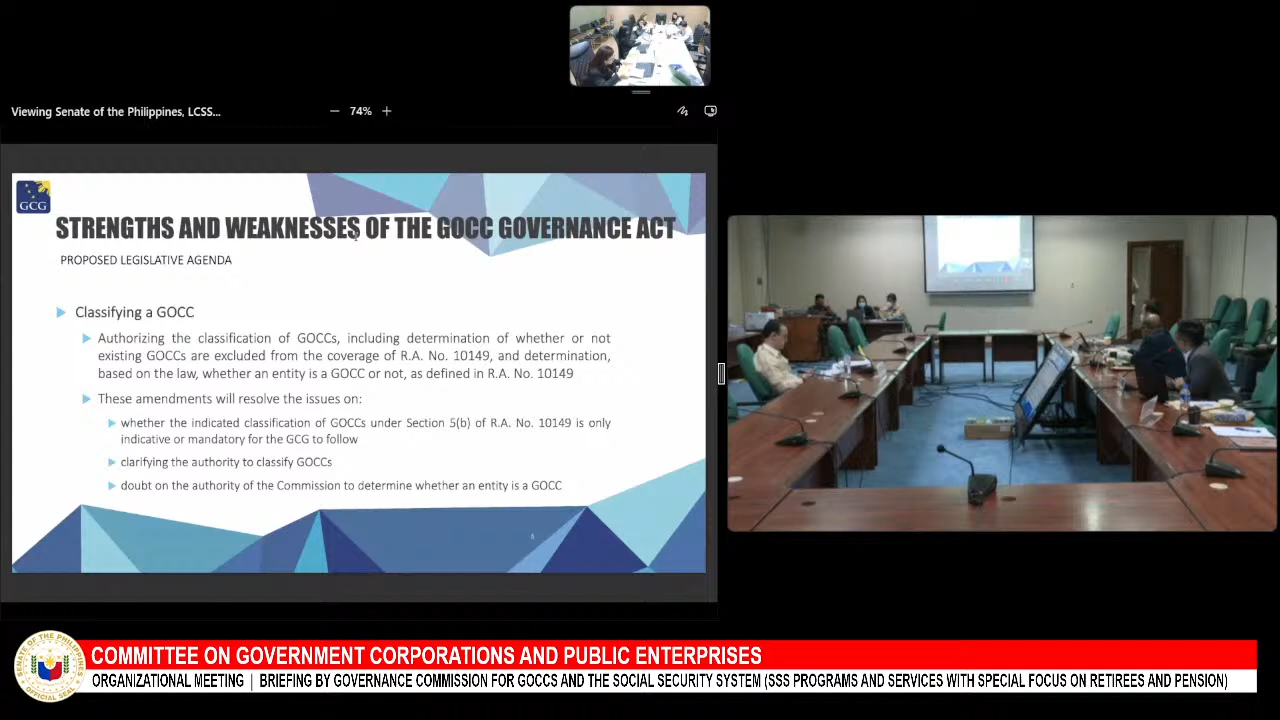 Viewing Senate of the Philippines, LCSS...
74%
GCG
STRENGTHS AND WEAKNESSES OF THE GOCC GOVERNANCE ACT
PROPOSED LEGISLATIVE AGENDA
Classifying a GOCC
Authorizing the classification of GOCCs, including determination of whether or not
existing GOCCs are excluded from the coverage of R.A. No. 10149, and determination,
based on the law, whether an entity is a GOCC or not, as defined in R.A. No. 10149
These amendments will resolve the issues on:
whether the indicated classification of GOCCs under Section 5(b) of R.A. No. 10149 is only
indicative or mandatory for the GCG to follow
clarifying the authority to classify GOCCs
doubt on the authority of the Commission to determine whether an entity is a GOCC
SENATE OF THE PHILIPPINES
OFFICIAL SEAL
COMMITTEE ON GOVERNMENT CORPORATIONS AND PUBLIC ENTERPRISES
ORGANIZATIONAL MEETING | BRIEFING BY GOVERNANCE COMMISSION FOR GOCCS AND THE SOCIAL SECURITY SYSTEM (SSS PROGRAMS AND SERVICES WITH SPECIAL FOCUS ON RETIREES AND PENSION)